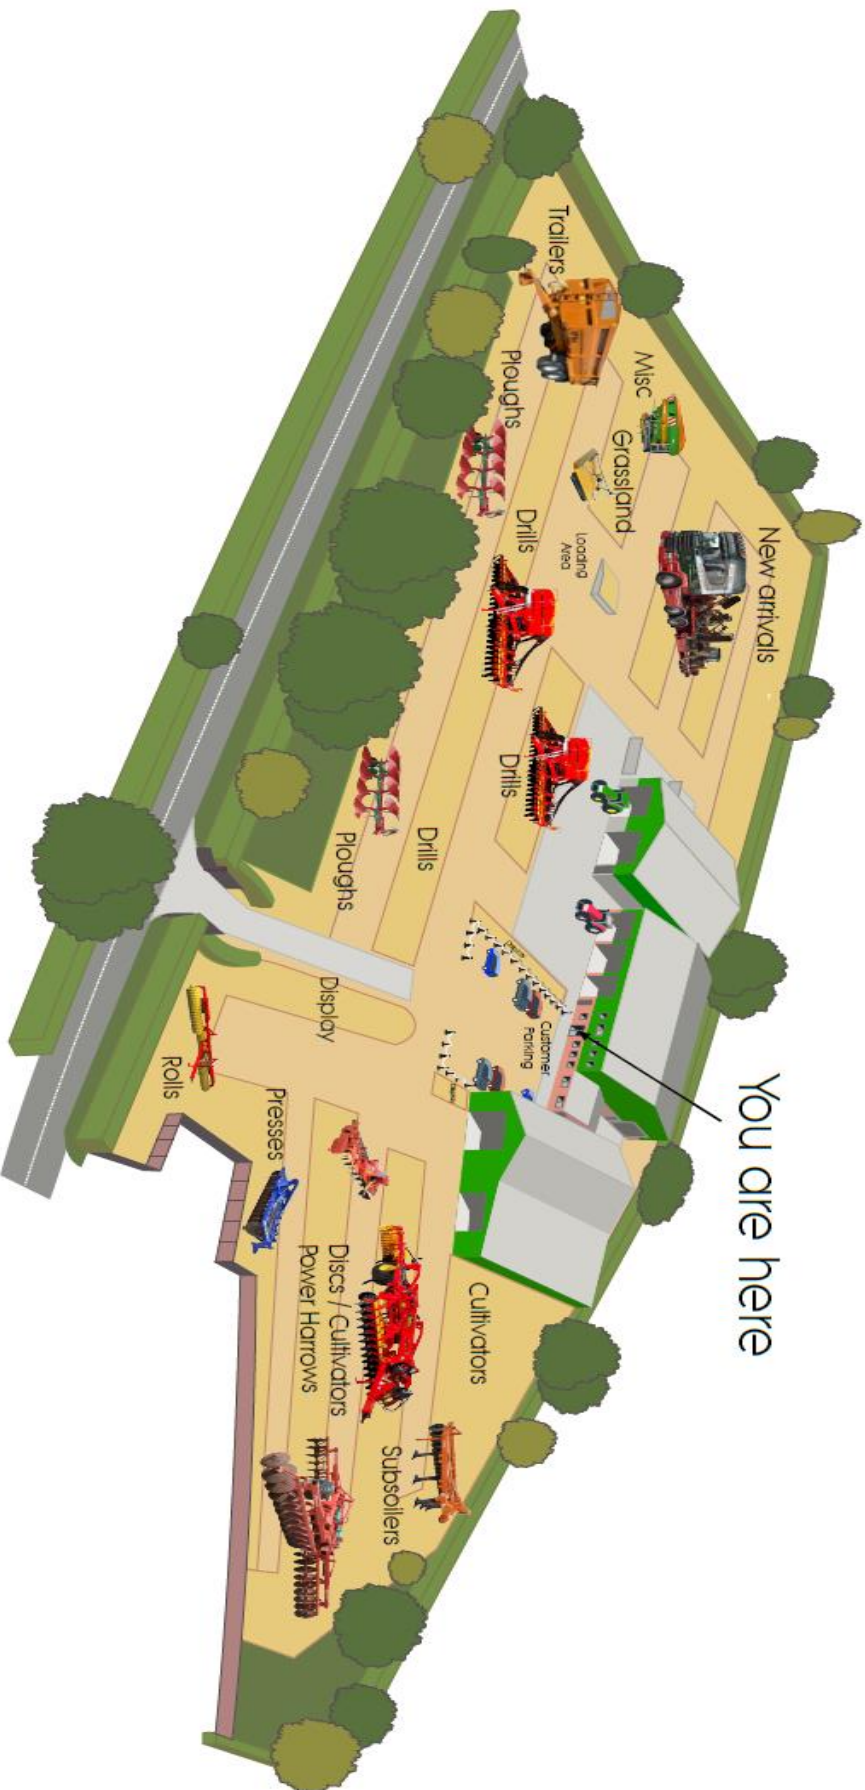 You are here
New arrivals
Misc
Trailers
Grassland
Loading
Area
Ploughs
Drills
Drills
Drills
Ploughs
Customer
Parking
Display
Rolls
Presses
Cultivators
Discs / Cultivators
Power Harrows
Subsoilers